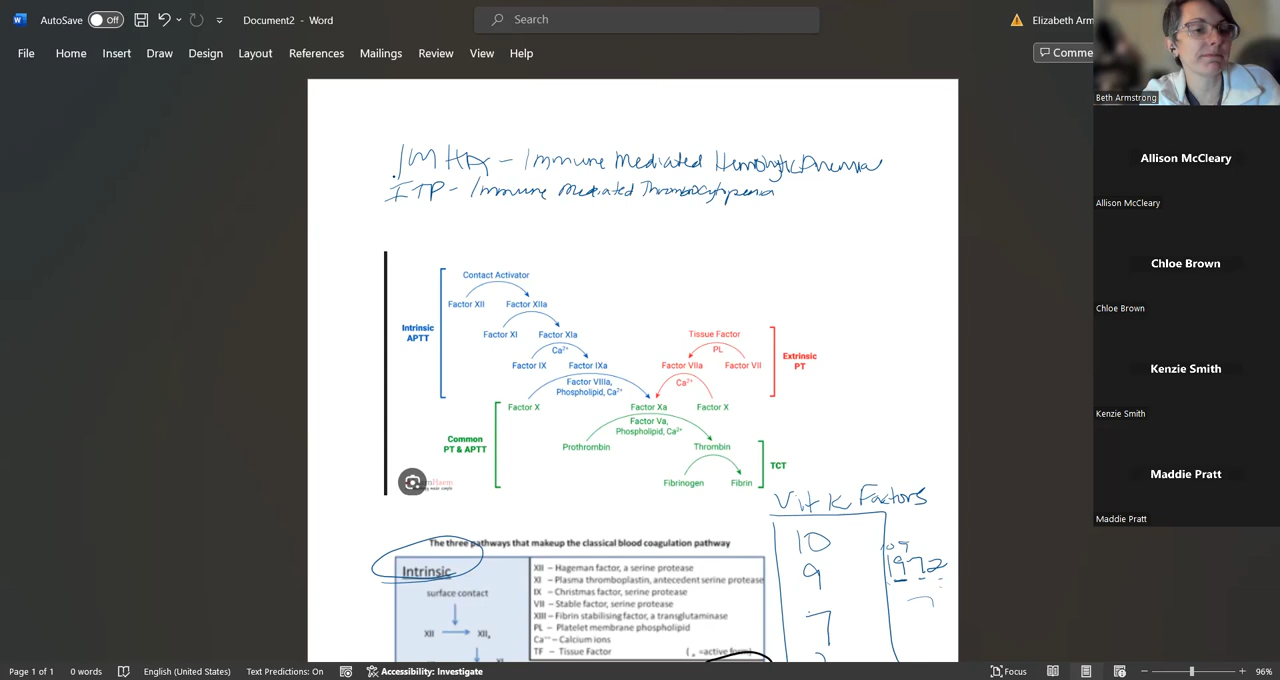 AutoSave Off Document2 - Word Search Elizabeth Arm
File Home Insert Draw Design Layout References Mailings Review View Help Comme
Beth Armstrong
Allison McCleary
Allison McCleary
Chloe Brown
Chloe Brown
Kenzie Smith
Kenzie Smith
Maddie Pratt
Maddie Pratt
IMHA - Immune Mediated Hemolytic Anemia
ITP - Immune Mediated Thrombocytopenia
Contact Activator
Factor XII Factor XIIa
Intrinsic
APTT
Factor XI Factor XIa
Ca2+
Factor IX Factor IXa
Factor VIIIa,
Phospholipid, Ca2+
Tissue Factor
PL
Factor VIIa Factor VII
Ca2+
Extrinsic
PT
Factor X Factor Xa Factor X
Factor Va,
Phospholipid, Ca2+
Common
PT & APTT
Prothrombin Thrombin
TCT
Fibrinogen Fibrin
Vit K Factors
10
9
7
10 9
1972
The three pathways that makeup the classical blood coagulation pathway
Intrinsic
surface contact
XII XIIa
XII – Hageman factor, a serine protease
XI – Plasma thromboplastin, antecedent serine protease
IX – Christmas factor, serine protease
VII – Stable factor, serine protease
XIII – Fibrin stabilising factor, a transglutaminase
PL – Platelet membrane phospholipid
Ca++ – Calcium ions
TF – Tissue Factor (a =active form)
Page 1 of 1 0 words English (United States) Text Predictions: On Accessibility: Investigate Focus 96%